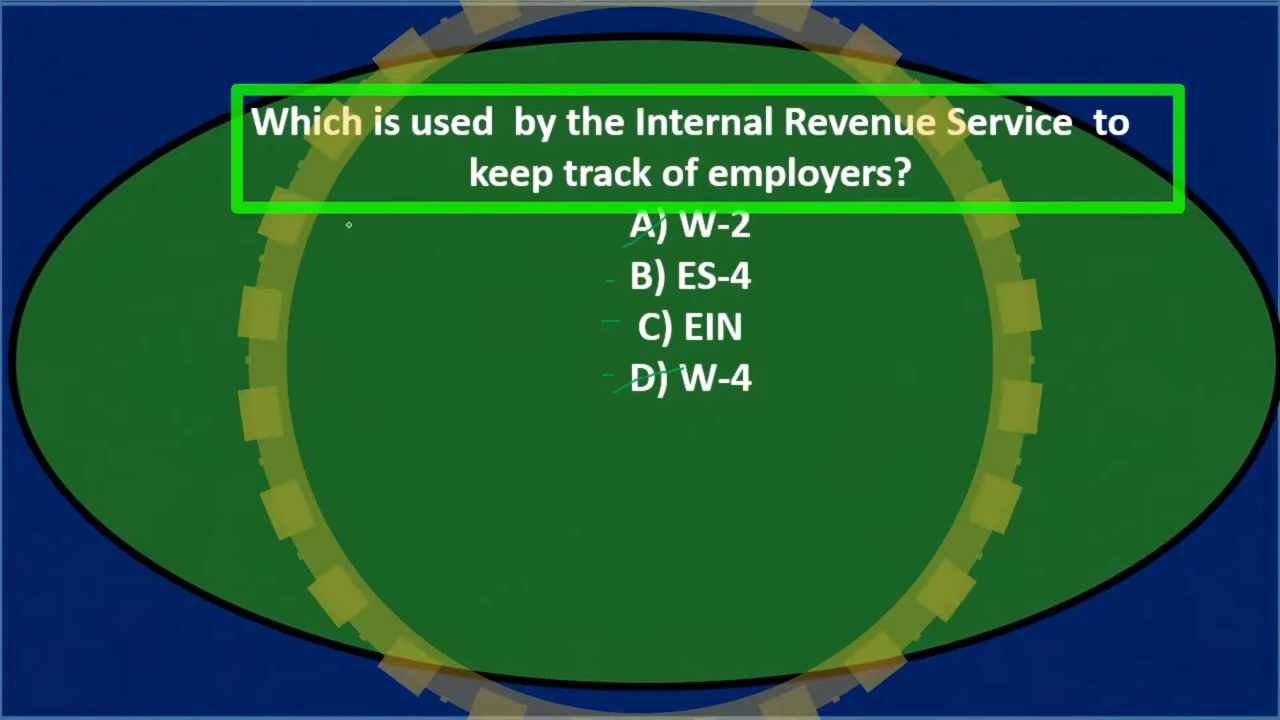 Which is used by the Internal Revenue Service to
keep track of employers?
A) W-2
B) ES-4
C) EIN
D) W-4